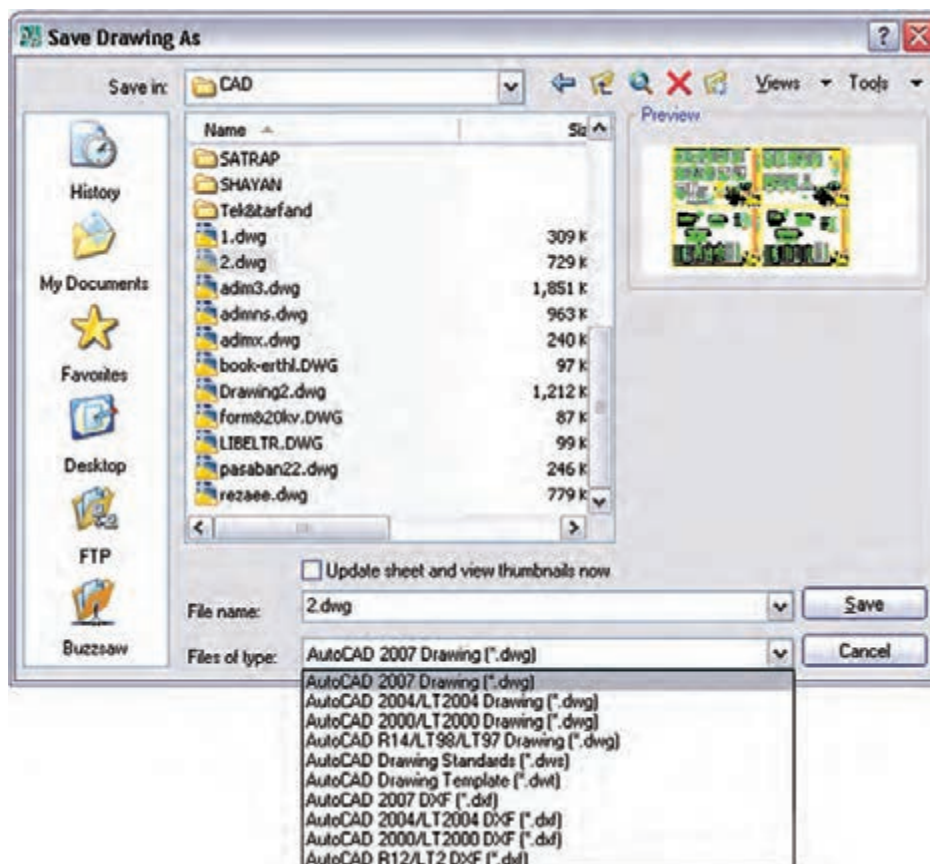 Save Drawing As
Save in: CAD
Views Tools
Preview
Name Siz
SATRAP
SHAYAN
Tek&tarfand
1.dwg 309 K
2.dwg 729 K
adim3.dwg 1,851 K
adimns.dwg 963 K
adimx.dwg 240 K
book-erthl.DWG 97 K
Drawing2.dwg 1,212 K
form&20kv.DWG 87 K
LIBELTR.DWG 99 K
pasaban22.dwg 246 K
rezaee.dwg 779 K
History
My Documents
Favorites
Desktop
FTP
Buzzsaw
Update sheet and view thumbnails now
File name: 2.dwg Save
Files of type: AutoCAD 2007 Drawing (*.dwg) Cancel
AutoCAD 2007 Drawing (*.dwg)
AutoCAD 2004/LT2004 Drawing (*.dwg)
AutoCAD 2000/LT2000 Drawing (*.dwg)
AutoCAD R14/LT98/LT97 Drawing (*.dwg)
AutoCAD Drawing Standards (*.dws)
AutoCAD Drawing Template (*.dwt)
AutoCAD 2007 DXF (*.dxf)
AutoCAD 2004/LT2004 DXF (*.dxf)
AutoCAD 2000/LT2000 DXF (*.dxf)
AutoCAD R12/LT2 DXF (*.dxf)